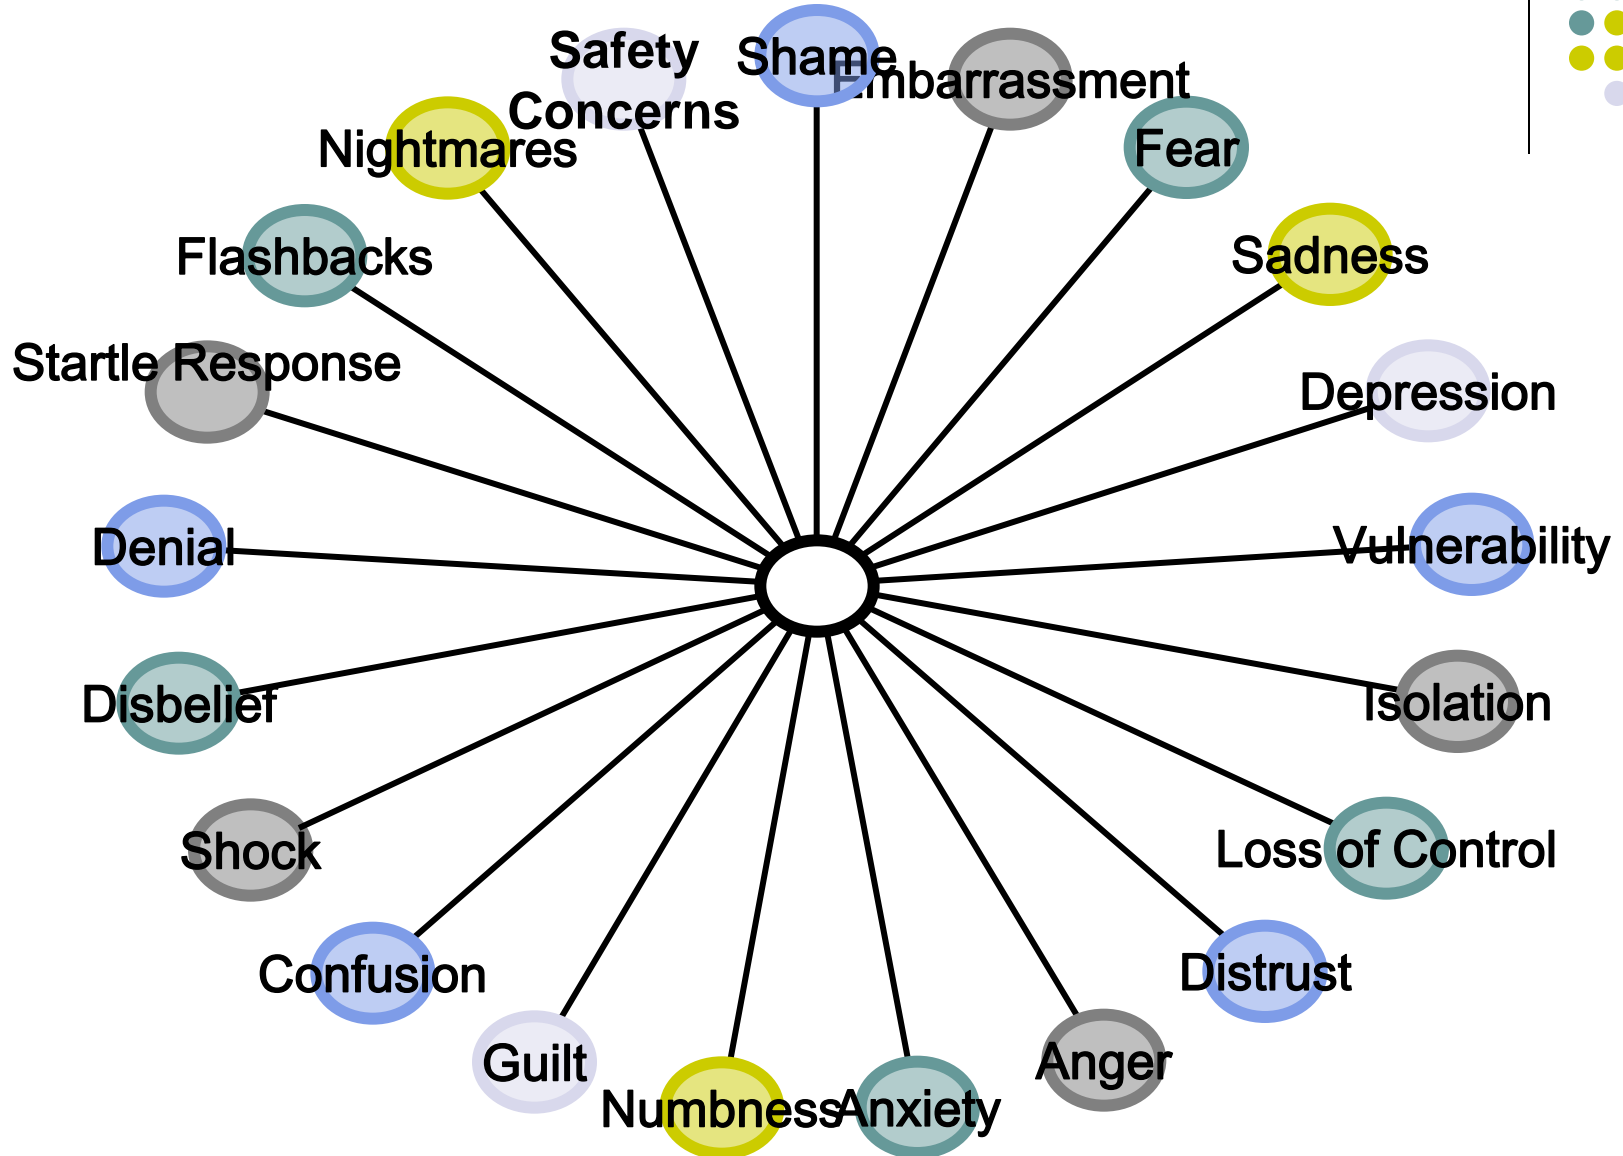 Shame
Embarrassment
Fear
Sadness
Depression
Vulnerability
Isolation
Loss of Control
Distrust
Anger
Anxiety
Numbness
Guilt
Confusion
Shock
Disbelief
Denial
Startle Response
Flashbacks
Nightmares
Safety
Concerns